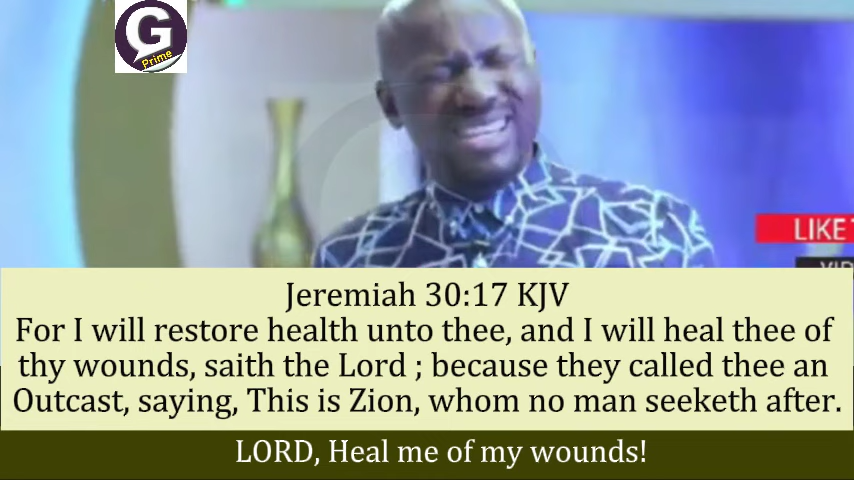 G
Prime
LIKE
Jeremiah 30:17 KJV
For I will restore health unto thee, and I will heal thee of
thy wounds, saith the Lord ; because they called thee an
Outcast, saying, This is Zion, whom no man seeketh after.
LORD, Heal me of my wounds!